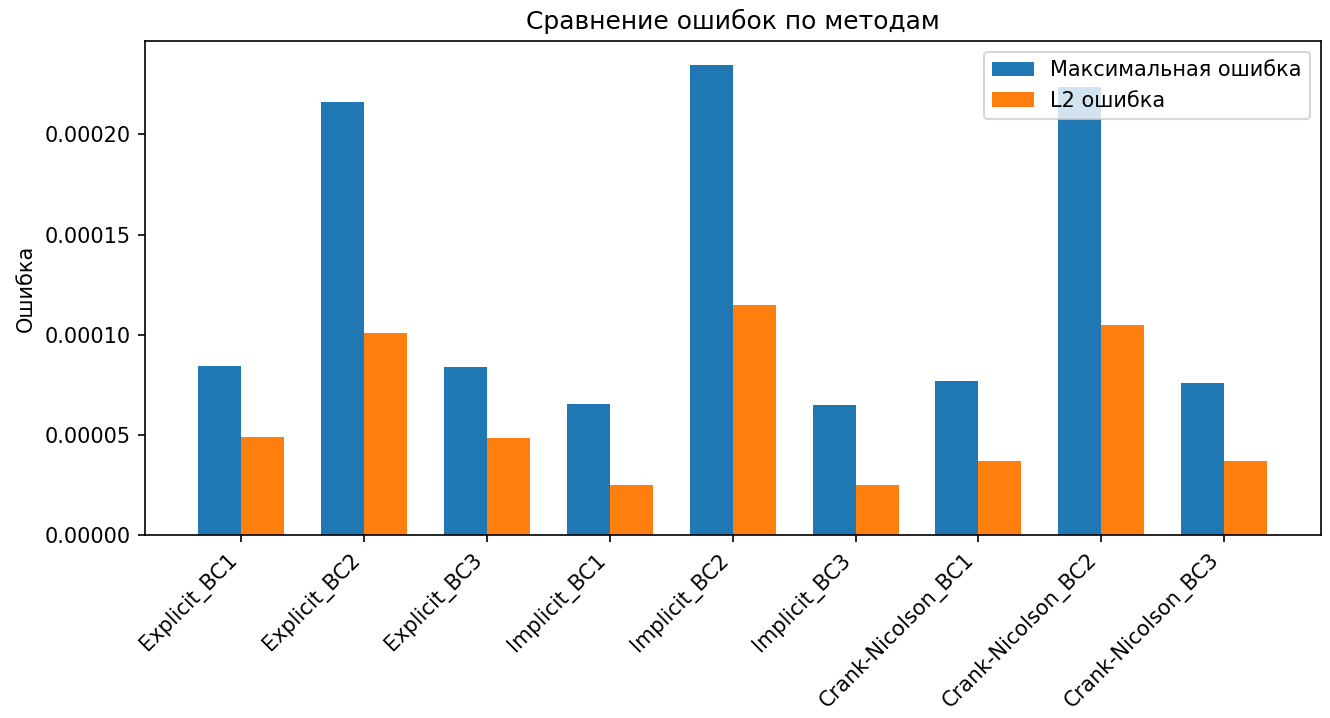 Сравнение ошибок по методам
Максимальная ошибка
L2 ошибка
Ошибка
0.00020
0.00015
0.00010
0.00005
0.00000
Explicit_BC1
Explicit_BC2
Explicit_BC3
Implicit_BC1
Implicit_BC2
Implicit_BC3
Crank-Nicolson_BC1
Crank-Nicolson_BC2
Crank-Nicolson_BC3